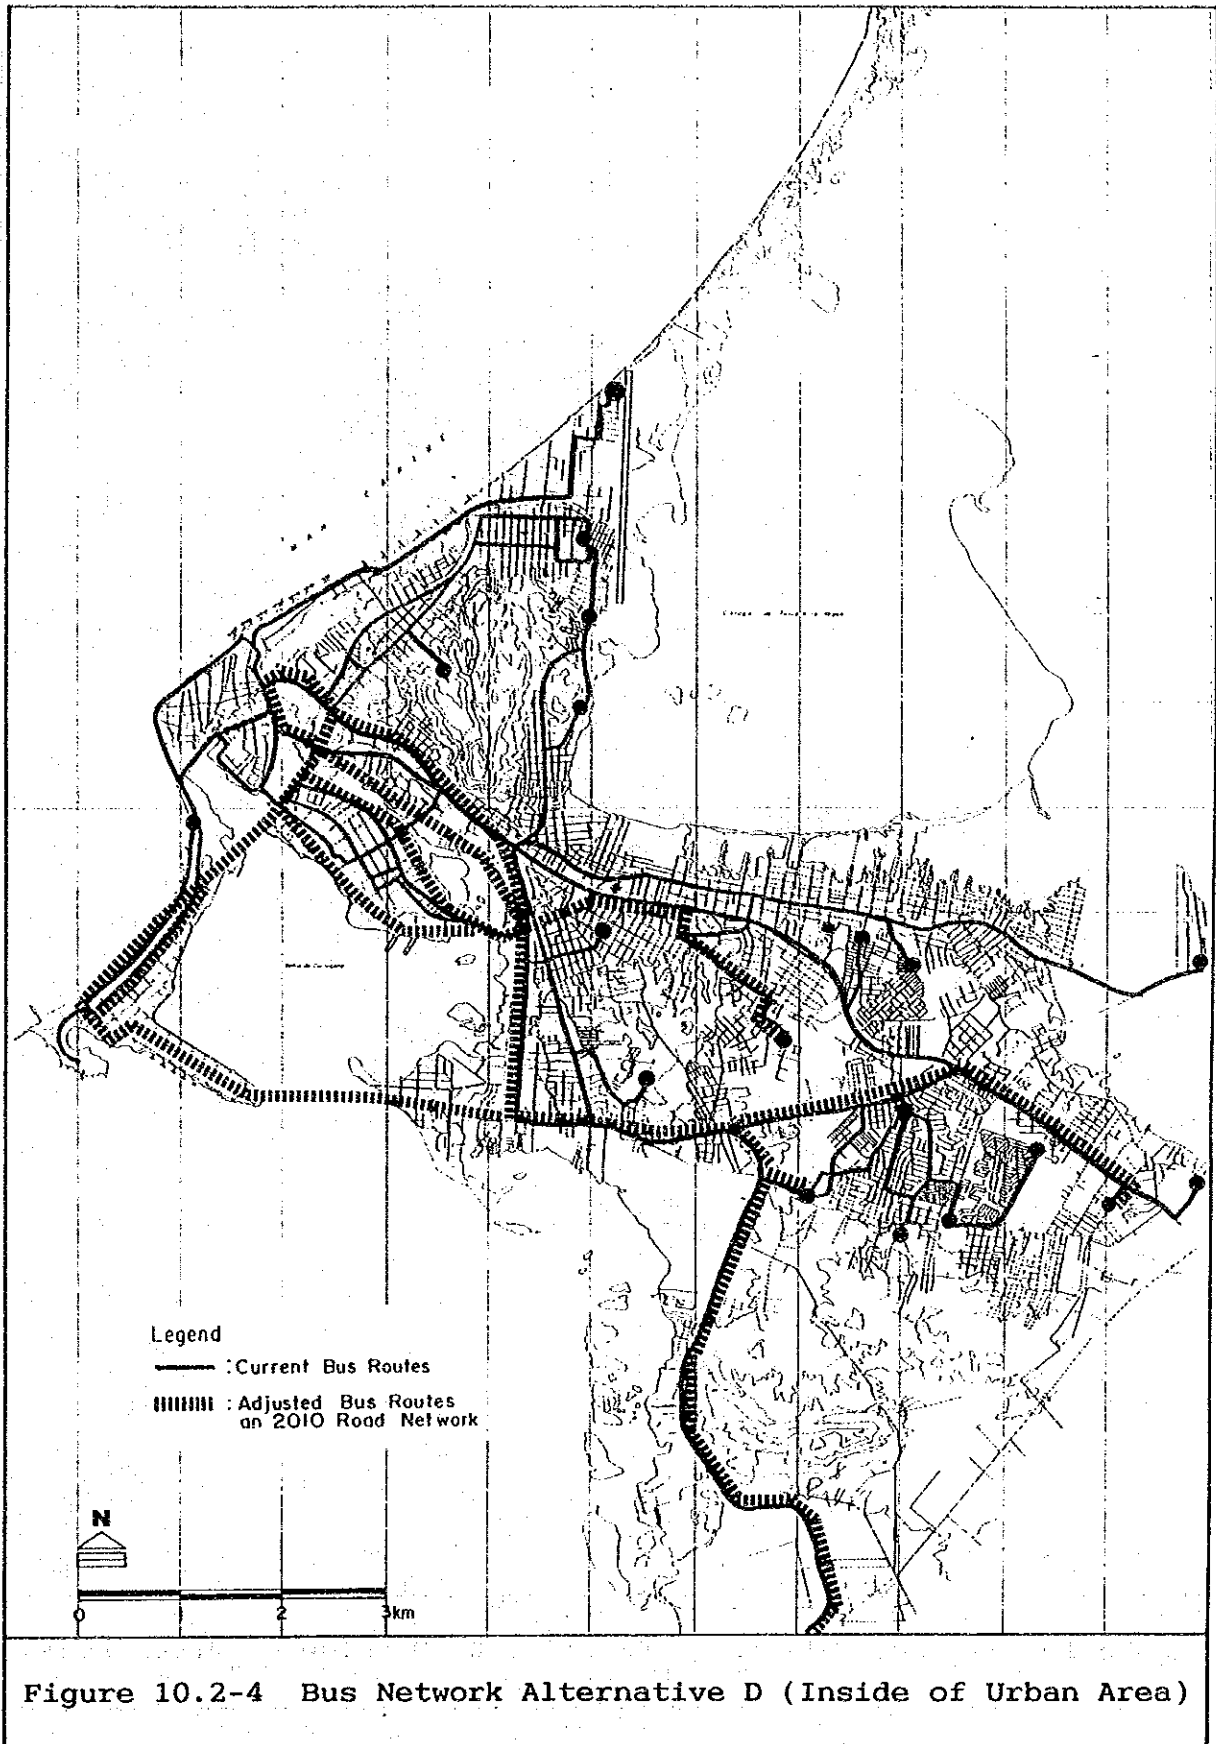 Legend
: Current Bus Routes
: Adjusted Bus Routes
on 2010 Road Network
N
0 1 2 3km
Figure 10.2-4 Bus Network Alternative D (Inside of Urban Area)